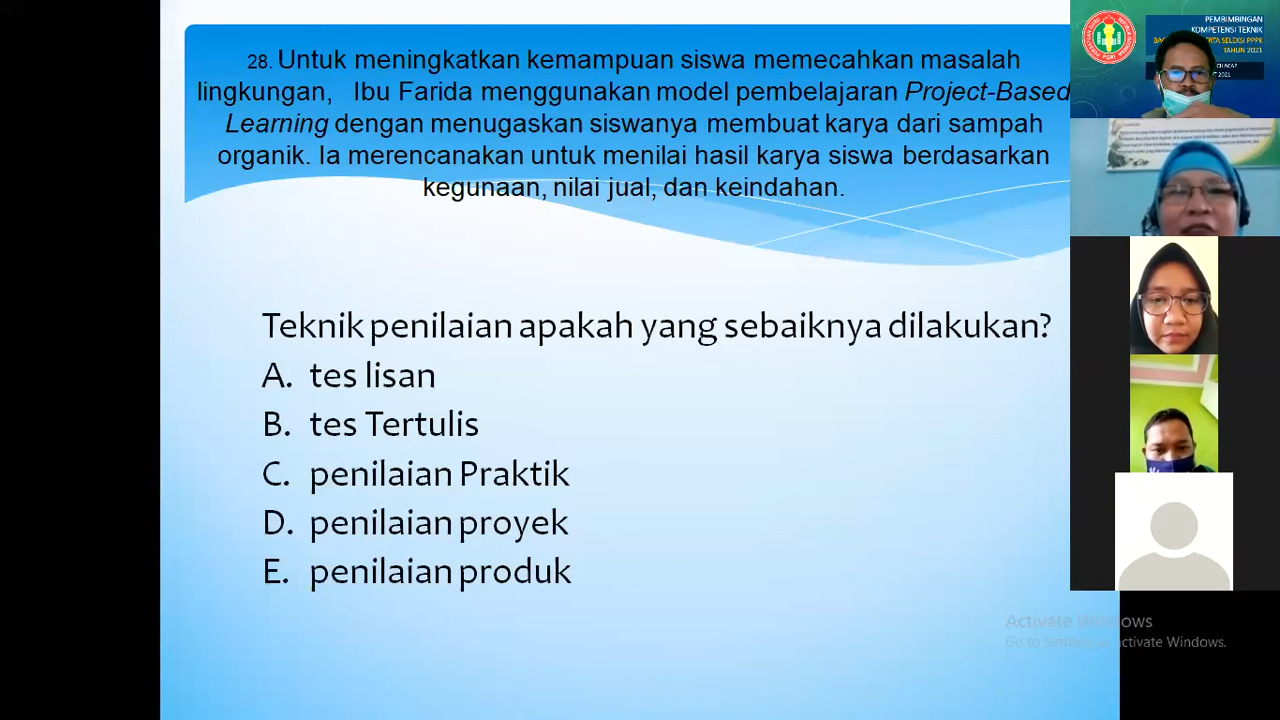 28. Untuk meningkatkan kemampuan siswa memecahkan masalah
lingkungan, Ibu Farida menggunakan model pembelajaran Project-Based
Learning dengan menugaskan siswanya membuat karya dari sampah
organik. Ia merencanakan untuk menilai hasil karya siswa berdasarkan
kegunaan, nilai jual, dan keindahan.
Teknik penilaian apakah yang sebaiknya dilakukan?
A. tes lisan
B. tes Tertulis
C. penilaian Praktik
D. penilaian proyek
E. penilaian produk
PEMBIMBINGAN
KOMPETENSI TEKNIK
SELEKSI PPPK
TAHUN 2021
2021
PGRI
Activate
Go to activate Windows.